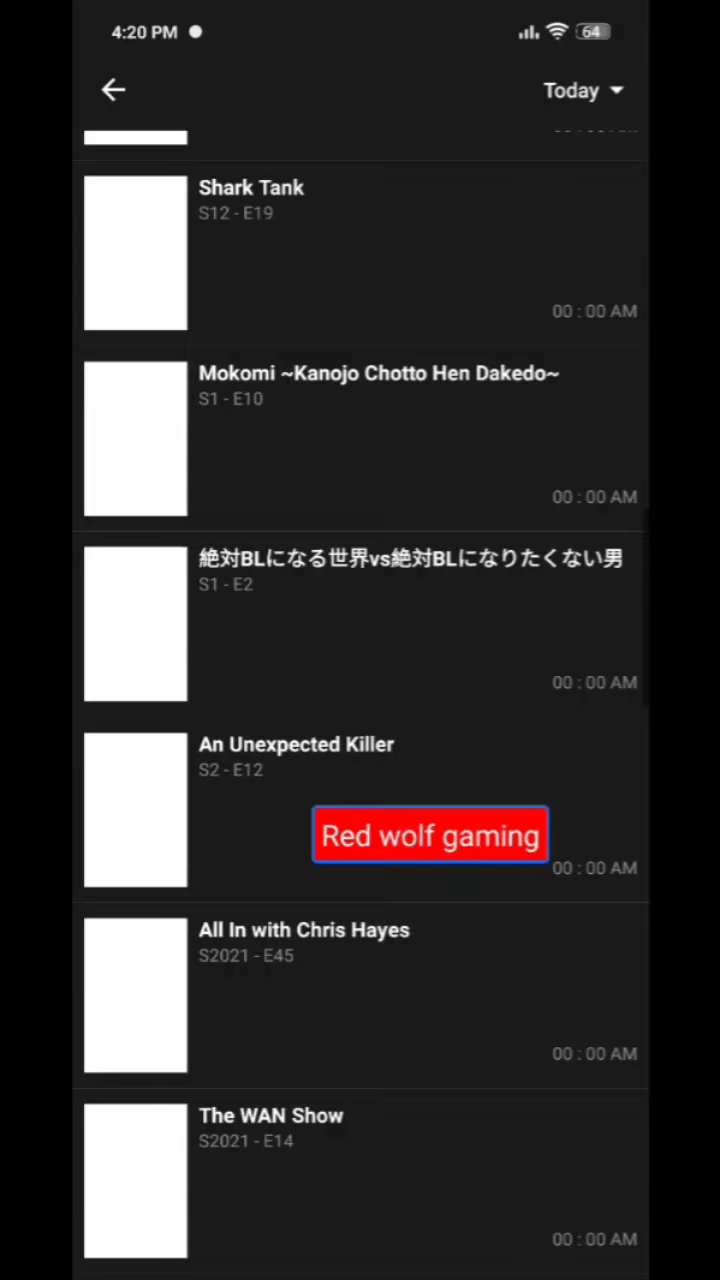 4:20 PM
64
Today
Shark Tank
S12 - E19
00 : 00 AM
Mokomi ~Kanojo Chotto Hen Dakedo~
S1 - E10
00 : 00 AM
絶対BLになる世界vs絶対BLになりたくない男
S1 - E2
00 : 00 AM
An Unexpected Killer
S2 - E12
Red wolf gaming
00 : 00 AM
All In with Chris Hayes
S2021 - E45
00 : 00 AM
The WAN Show
S2021 - E14
00 : 00 AM